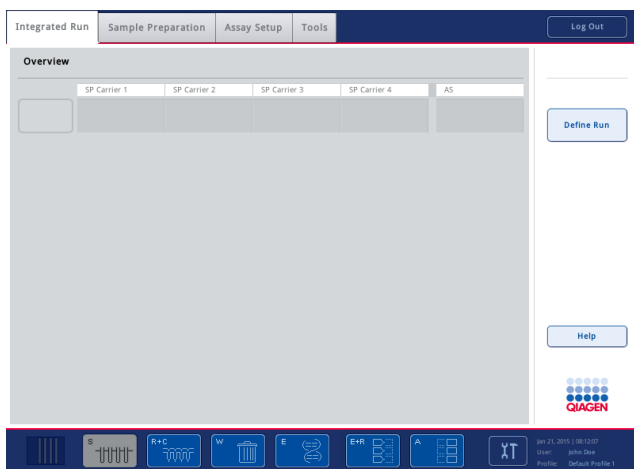 Integrated Run Sample Preparation Assay Setup Tools Log Out
Overview
SP Carrier 1 SP Carrier 2 SP Carrier 3 SP Carrier 4 AS
Define Run
Help
QIAGEN
S R+C W E E+R A
Jan 21, 2015 | 08:12:07
User: John Doe
Profile: Default Profile 1